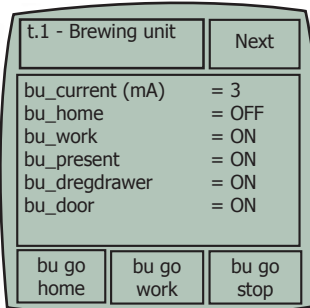 t.1 - Brewing unit
Next
bu_current (mA) = 3
bu_home = OFF
bu_work = ON
bu_present = ON
bu_dregdrawer = ON
bu_door = ON
bu go
home
bu go
work
bu go
stop